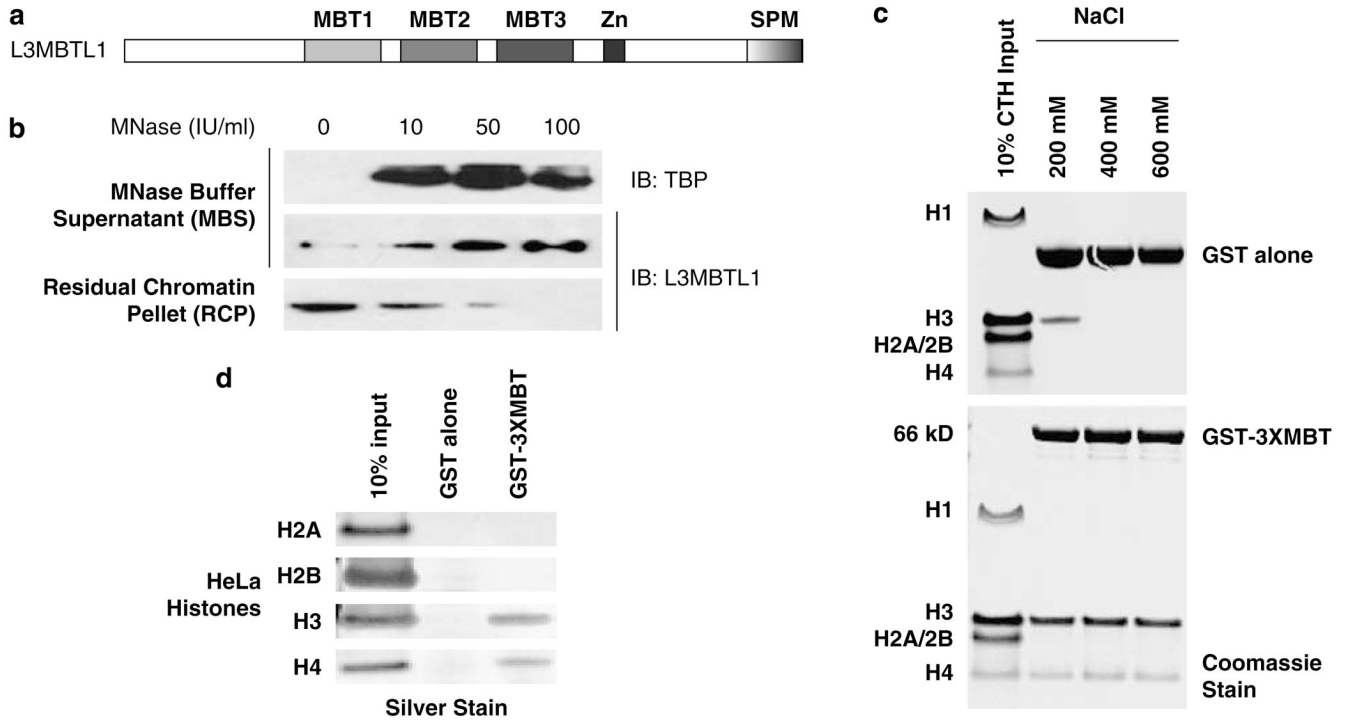 a
MBT1 MBT2 MBT3 Zn SPM
L3MBTL1
b
MNase (IU/ml) 0 10 50 100
MNase Buffer
Supernatant (MBS)
IB: TBP
Residual Chromatin
Pellet (RCP)
IB: L3MBTL1
c
NaCl
10% CTH Input
200 mM
400 mM
600 mM
H1
GST alone
H3
H2A/2B
H4
66 kD
GST-3XMBT
H1
H3
H2A/2B
H4
Coomassie
Stain
d
10% input
GST alone
GST-3XMBT
H2A
HeLa
Histones
H2B
H3
H4
Silver Stain